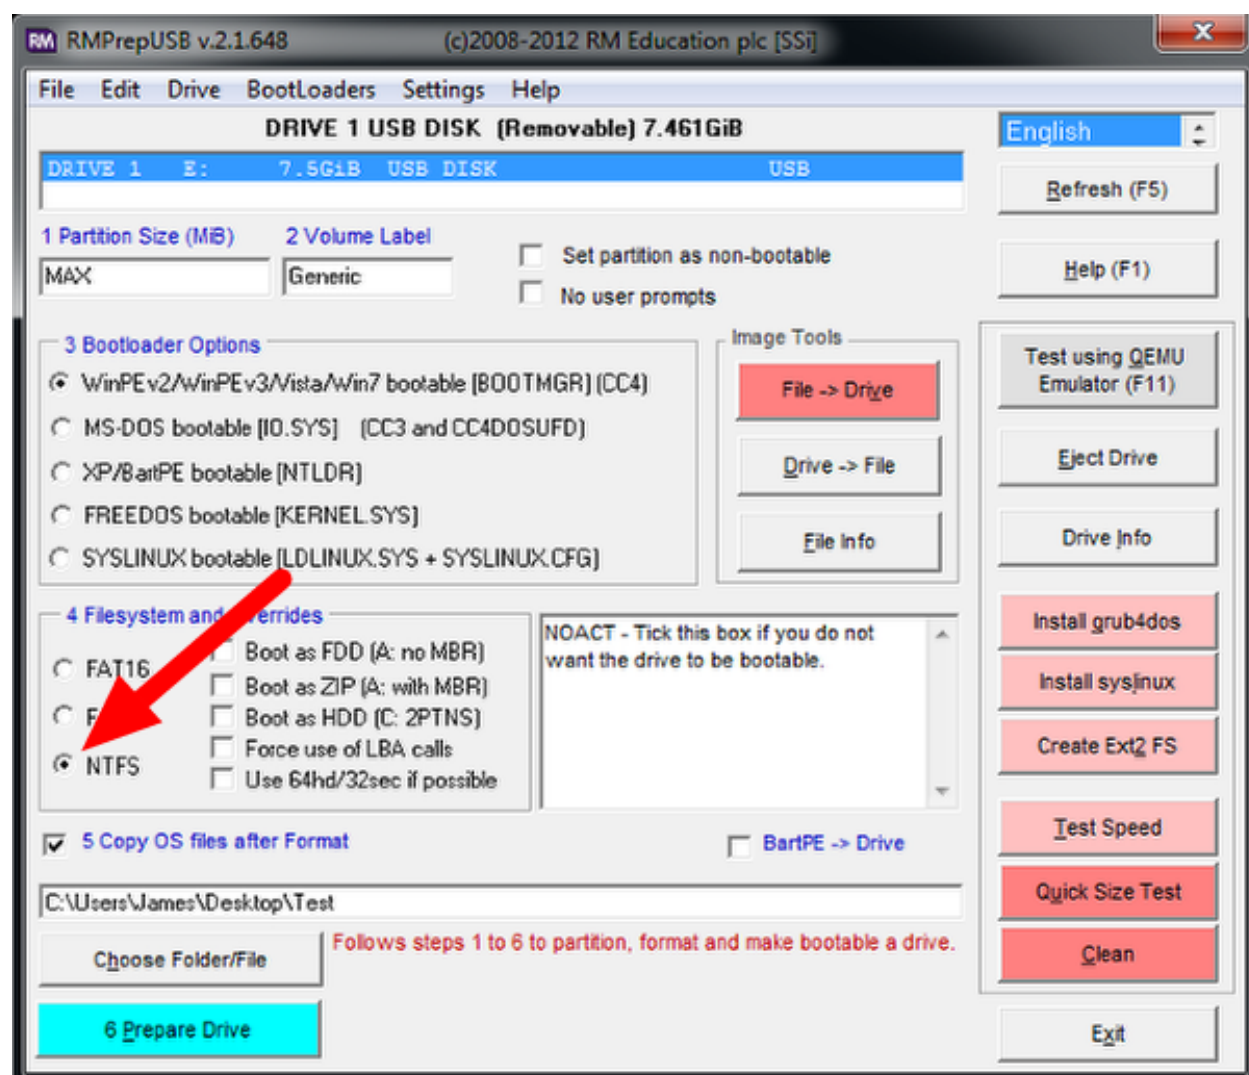 RM RMPrepUSB v.2.1.648 (c)2008-2012 RM Education plc [SSi]
File Edit Drive BootLoaders Settings Help
DRIVE 1 USB DISK (Removable) 7.461GiB
English
DRIVE 1 E: 7.5GiB USB DISK USB
Refresh (F5)
1 Partition Size (MiB) 2 Volume Label
MAX Generic
Set partition as non-bootable
No user prompts
Help (F1)
3 Bootloader Options
WinPEv2/WinPEv3/Vista/Win7 bootable [BOOTMGR] (CC4)
MS-DOS bootable [IO.SYS] (CC3 and CC4DOSUFD)
XP/BartPE bootable [NTLDR]
FREEDOS bootable [KERNEL.SYS]
SYSLINUX bootable [LDLINUX.SYS + SYSLINUX.CFG]
Image Tools
File -> Drive
Drive -> File
File Info
Test using QEMU
Emulator (F11)
Eject Drive
Drive Info
4 Filesystem and
FAT16
NTFS
Boot as FDD (A: no MBR)
Boot as ZIP (A: with MBR)
Boot as HDD (C: 2PTNS)
Force use of LBA calls
Use 64hd/32sec if possible
NOACT - Tick this box if you do not
want the drive to be bootable.
Install grub4dos
Install syslinux
Create Ext2 FS
Test Speed
Quick Size Test
Clean
5 Copy OS files after Format
BartPE -> Drive
C:\Users\James\Desktop\Test
Choose Folder/File
Follows steps 1 to 6 to partition, format and make bootable a drive.
6 Prepare Drive
Exit